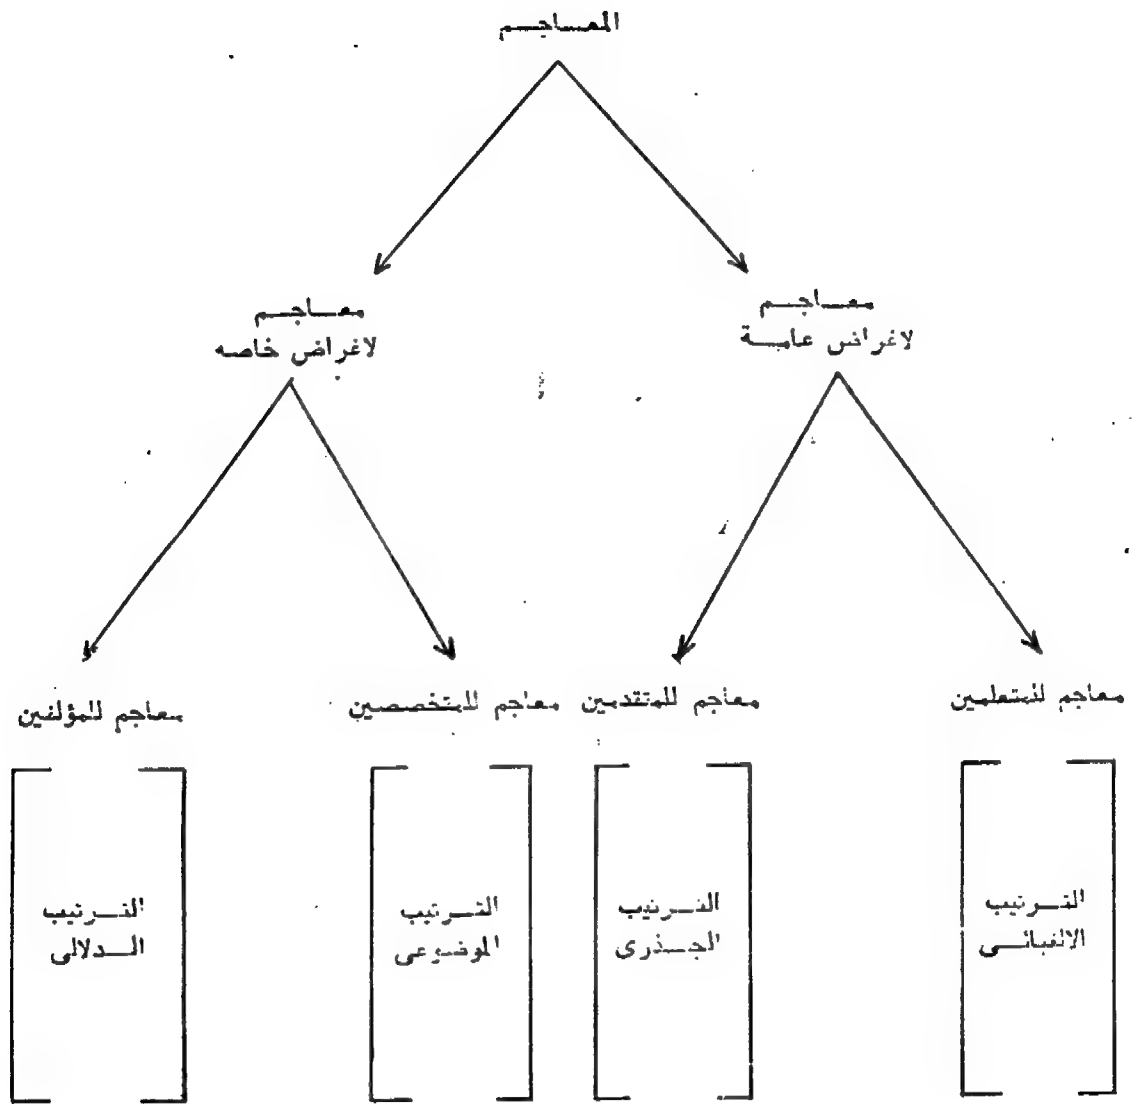 المعاجم
معاجم
لاغراض عامة
معاجم
لاغراض خاصه
معاجم للمتعلمين
معاجم للمتقدمين
معاجم للمتخصصين
معاجم للمؤلفين
الترتيب
الالفبائى
الترتيب
الجذرى
الترتيب
الموضوعى
الترتيب
الدلالى